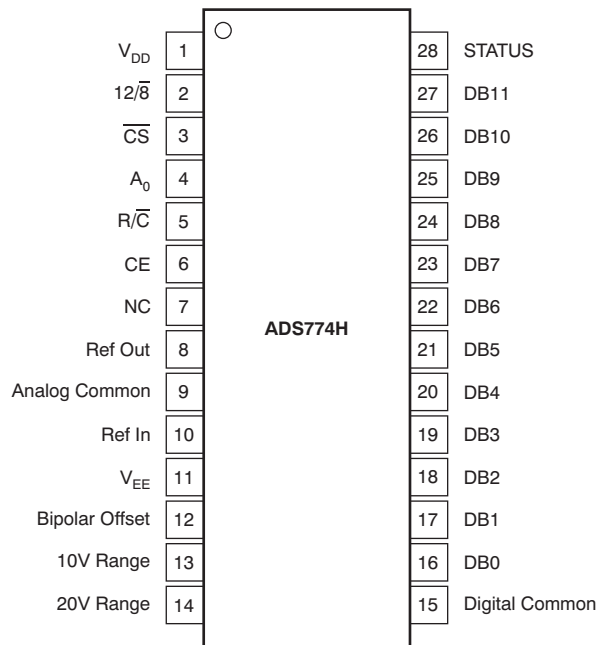 V_DD 1 28 STATUS
12/8̅ 2 27 DB11
C̅S̅ 3 26 DB10
A_0 4 25 DB9
R/C̅ 5 24 DB8
CE 6 23 DB7
NC 7 22 DB6
ADS774H
Ref Out 8 21 DB5
Analog Common 9 20 DB4
Ref In 10 19 DB3
V_EE 11 18 DB2
Bipolar Offset 12 17 DB1
10V Range 13 16 DB0
20V Range 14 15 Digital Common